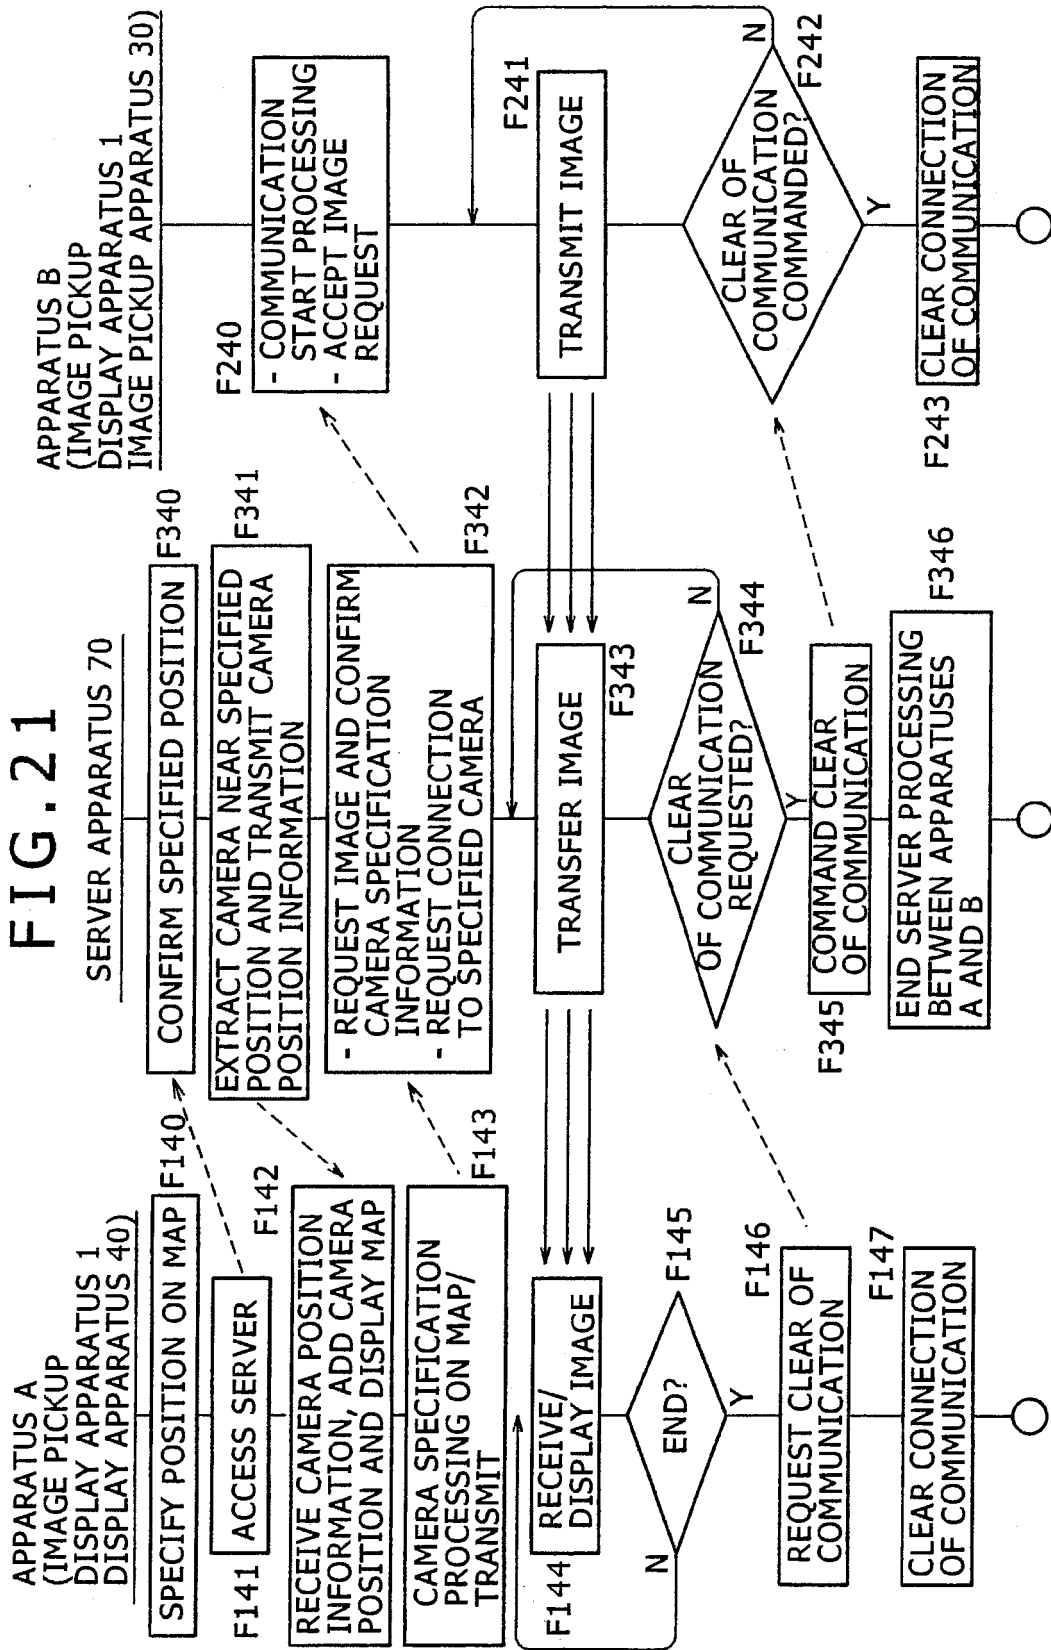 FIG.21
APPARATUS A
(IMAGE PICKUP
DISPLAY APPARATUS 1
DISPLAY APPARATUS 40)
SPECIFY POSITION ON MAP
F140
F141
ACCESS SERVER
F142
RECEIVE CAMERA POSITION
INFORMATION, ADD CAMERA
POSITION AND DISPLAY MAP
CAMERA SPECIFICATION
PROCESSING ON MAP/
TRANSMIT
F143
F144
RECEIVE/
DISPLAY IMAGE
END?
F145
N
Y
F146
REQUEST CLEAR OF
COMMUNICATION
F147
CLEAR CONNECTION
OF COMMUNICATION
SERVER APPARATUS 70
CONFIRM SPECIFIED POSITION
F340
EXTRACT CAMERA NEAR SPECIFIED
POSITION AND TRANSMIT CAMERA
POSITION INFORMATION
F341
- REQUEST IMAGE AND CONFIRM
CAMERA SPECIFICATION
INFORMATION
- REQUEST CONNECTION
TO SPECIFIED CAMERA
F342
TRANSFER IMAGE
F343
CLEAR
OF COMMUNICATION
REQUESTED?
N
F344
Y
F345
COMMAND CLEAR
OF COMMUNICATION
END SERVER PROCESSING
BETWEEN APPARATUSES
A AND B
F346
APPARATUS B
(IMAGE PICKUP
DISPLAY APPARATUS 1
IMAGE PICKUP APPARATUS 30)
F240
- COMMUNICATION
START PROCESSING
- ACCEPT IMAGE
REQUEST
TRANSMIT IMAGE
F241
CLEAR OF
COMMUNICATION
COMMANDED?
N
F242
Y
F243
CLEAR CONNECTION
OF COMMUNICATION